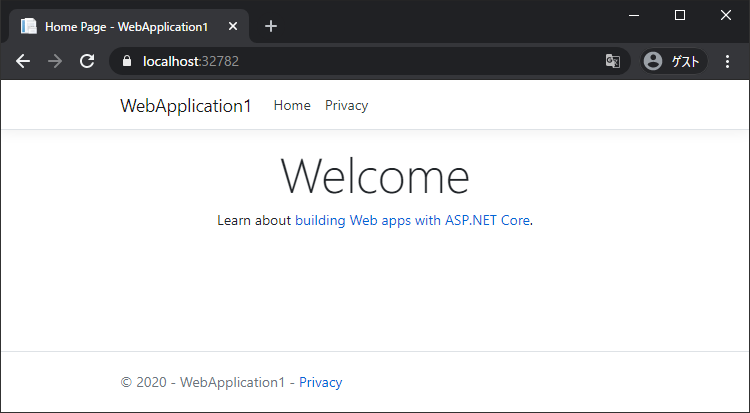 Home Page - WebApplication1
localhost:32782
ゲスト
WebApplication1 Home Privacy
Welcome
Learn about building Web apps with ASP.NET Core.
© 2020 - WebApplication1 - Privacy